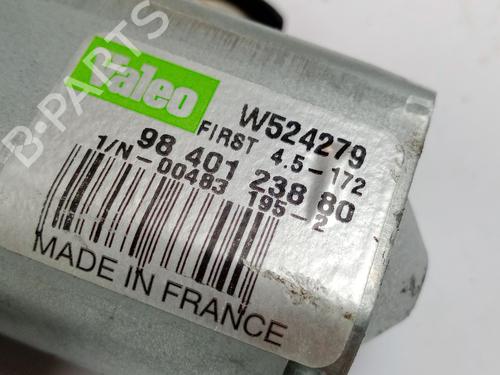 Valeo
W524279
FIRST 4.5-172
98 401 238 80
1/N-00483 195-2
MADE IN FRANCE
B-PARTS